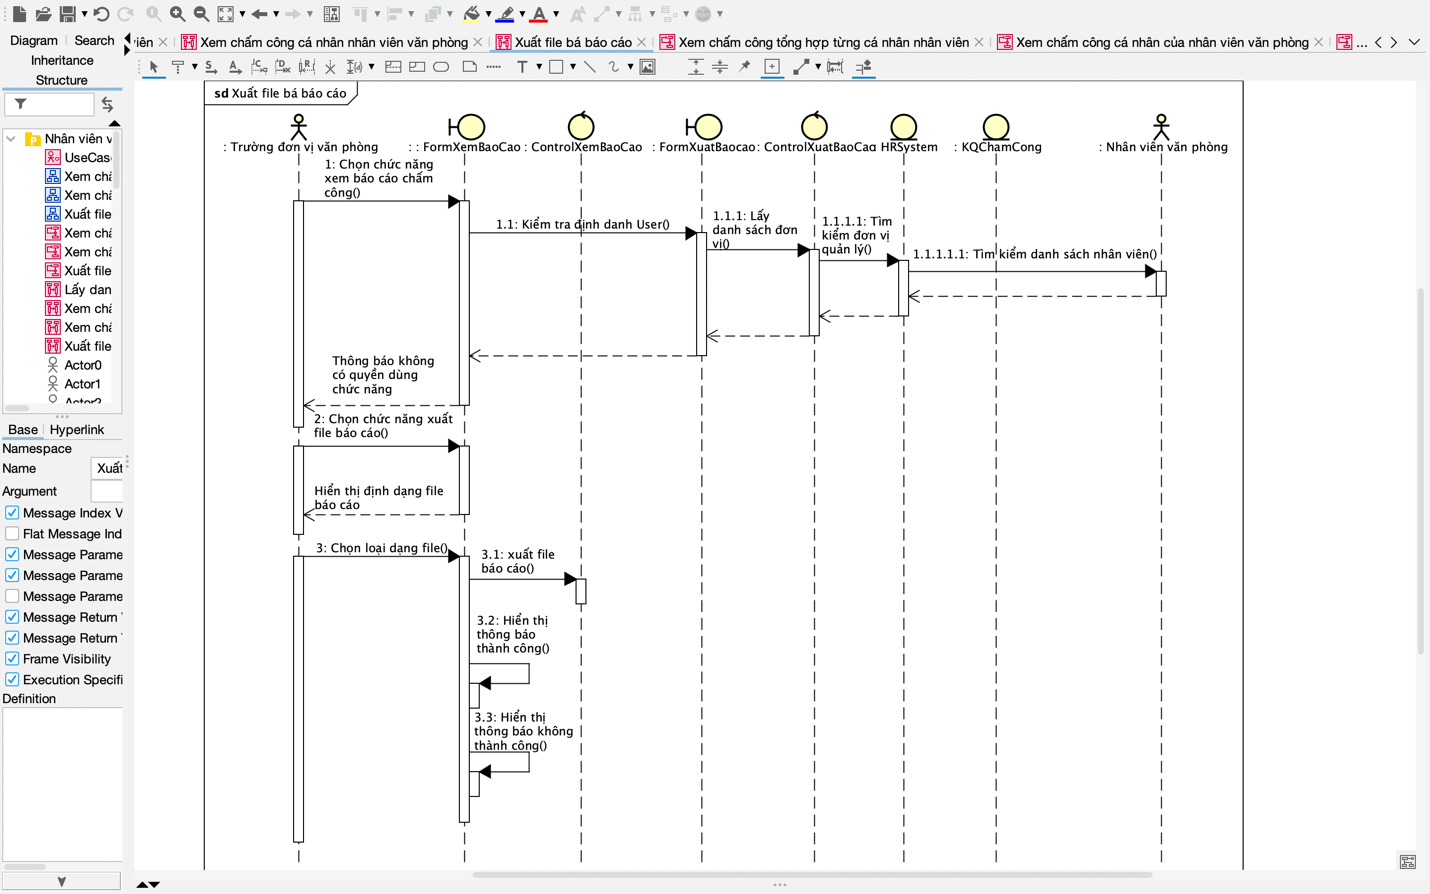 Diagram
Search
Inheritance
Structure
viên
Xem chấm công cá nhân nhân viên văn phòng
Xuất file bá báo cáo
Xem chấm công tổng hợp từng cá nhân nhân viên
Xem chấm công cá nhân của nhân viên văn phòng
...
Nhân viên v
UseCas
Xem chấ
Xem chấ
Xuất file
Xem chấ
Xem chấ
Xuất file
Lấy dan
Xem chấ
Xem chấ
Xuất file
Actor0
Actor1
Actor2
Base
Hyperlink
Namespace
Name
Xuất
Argument
Message Index V
Flat Message Ind
Message Parame
Message Parame
Message Parame
Message Return
Message Return
Frame Visibility
Execution Specifi
Definition
sd Xuất file bá báo cáo
: Trường đơn vị văn phòng
: : FormXemBaoCao
: ControlXemBaoCao
: FormXuatBaocao
: ControlXuatBaoCao
HRSystem
: KQChamCong
: Nhân viên văn phòng
1: Chọn chức năng
xem báo cáo chấm
công()
1.1: Kiểm tra định danh User()
1.1.1: Lấy
danh sách đơn
vị()
1.1.1.1: Tìm
kiếm đơn vị
quản lý()
1.1.1.1.1: Tìm kiếm danh sách nhân viên()
Thông báo không
có quyền dùng
chức năng
2: Chọn chức năng xuất
file báo cáo()
Hiển thị định dạng file
báo cáo
3: Chọn loại dạng file()
3.1: xuất file
báo cáo()
3.2: Hiển thị
thông báo
thành công()
3.3: Hiển thị
thông báo không
thành công()